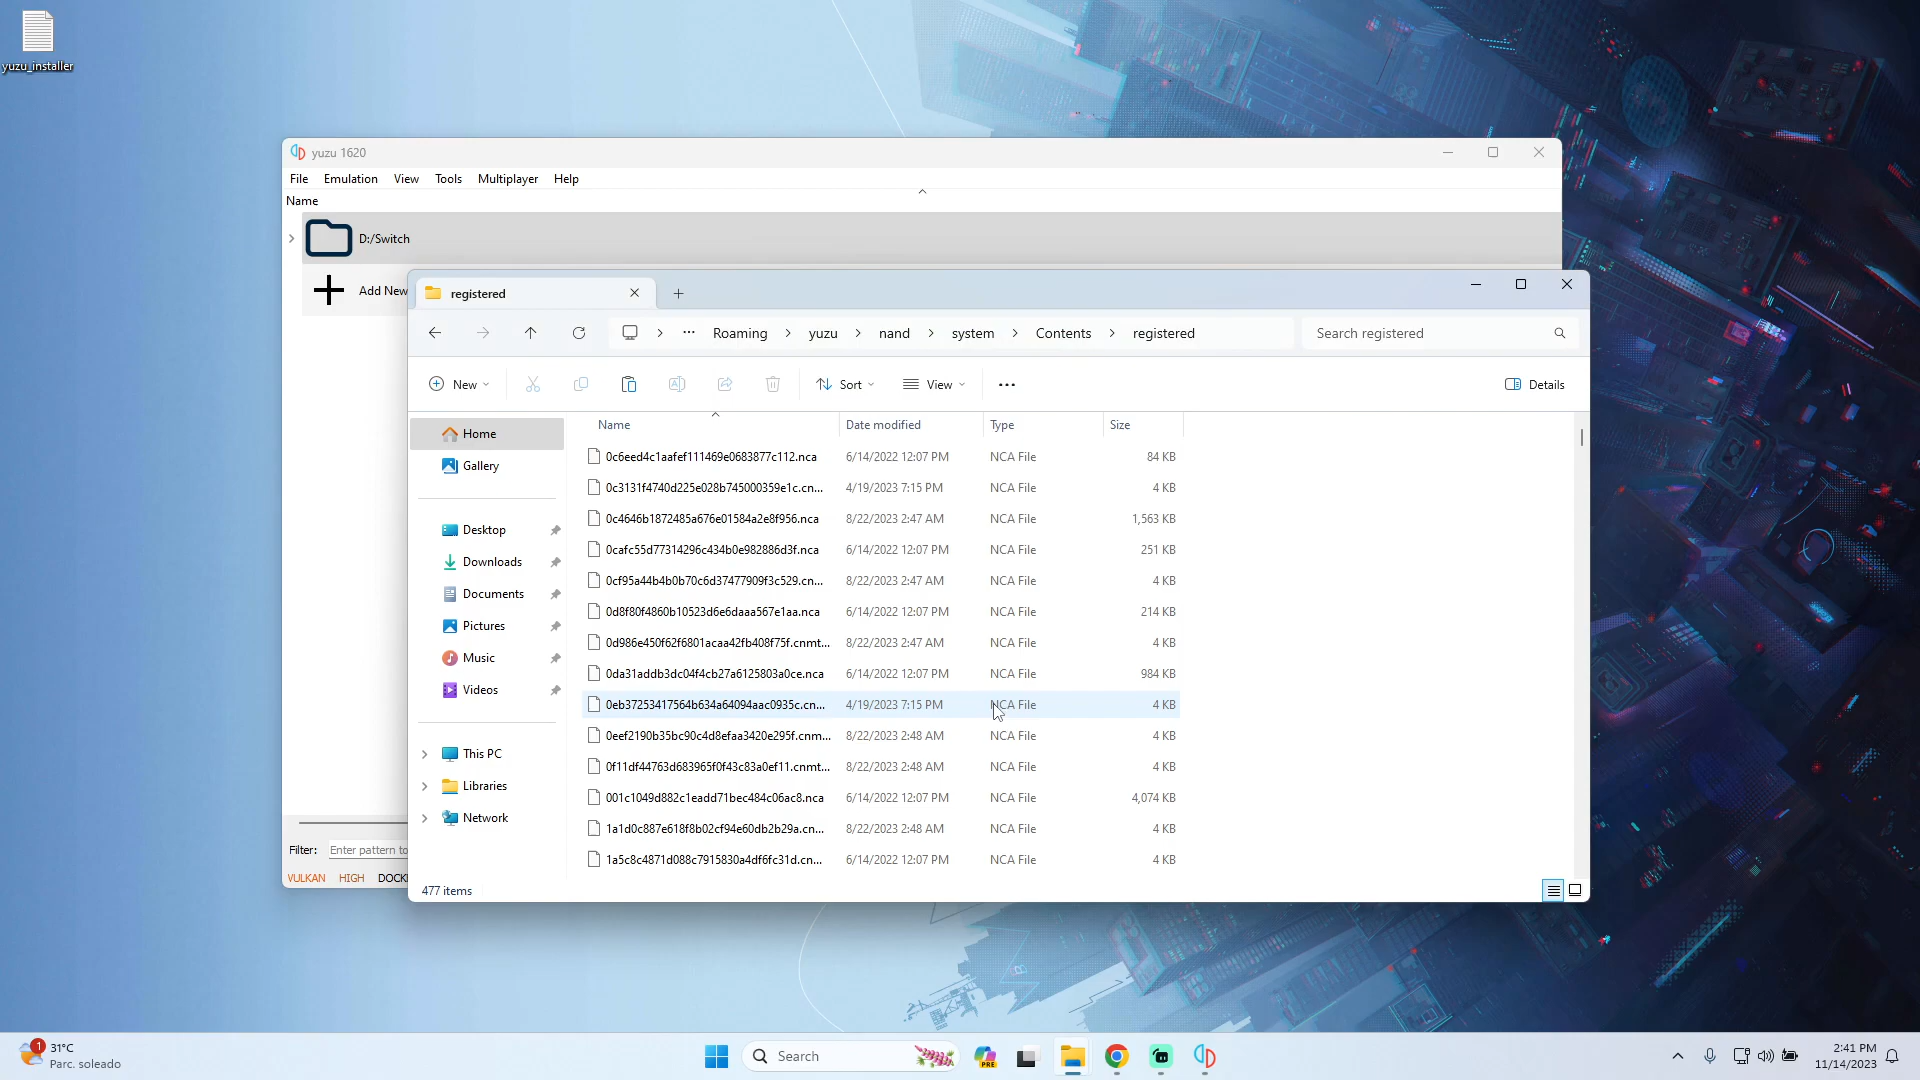 yuzu_installer
yuzu 1620
File Emulation View Tools Multiplayer Help
Name
D:/Switch
Add New
registered
Roaming yuzu nand system Contents registered
Search registered
New Sort View Details
Home
Gallery
Desktop
Downloads
Documents
Pictures
Music
Videos
This PC
Libraries
Network
Name Date modified Type Size
0c6eed4c1aafef111469e0683877c112.nca 6/14/2022 12:07 PM NCA File 84 KB
0c3131f4740d225e028b745000359e1c.cn... 4/19/2023 7:15 PM NCA File 4 KB
0c4646b1872485a676e01584a2e8f956.nca 8/22/2023 2:47 AM NCA File 1,563 KB
0cafc55d77314296c434b0e982886d3f.nca 6/14/2022 12:07 PM NCA File 251 KB
0cf95a44b4b0b70c6d37477909f3c529.cn... 8/22/2023 2:47 AM NCA File 4 KB
0d8f80f4860b10523d6e6daaa567e1aa.nca 6/14/2022 12:07 PM NCA File 214 KB
0d986e450f62f6801acaa42fb408f75f.cnmt... 8/22/2023 2:47 AM NCA File 4 KB
0da31addb3dc04f4cb27a6125803a0ce.nca 6/14/2022 12:07 PM NCA File 984 KB
0eb37253417564b634a64094aac0935c.cn... 4/19/2023 7:15 PM NCA File 4 KB
0eef2190b35bc90c4d8efaa3420e295f.cnm... 8/22/2023 2:48 AM NCA File 4 KB
0f11df44763d683965f0f43c83a0ef11.cnmt... 8/22/2023 2:48 AM NCA File 4 KB
001c1049d882c1eadd71bec484c06ac8.nca 6/14/2022 12:07 PM NCA File 4,074 KB
1a1d0c887e618f8b02cf94e60db2b29a.cn... 8/22/2023 2:48 AM NCA File 4 KB
1a5c8c4871d088c7915830a4df6fc31d.cn... 6/14/2022 12:07 PM NCA File 4 KB
477 items
Filter: Enter pattern to
VULKAN HIGH DOCK
1
31°C
Parc. soleado
Search
PRE
2:41 PM
11/14/2023